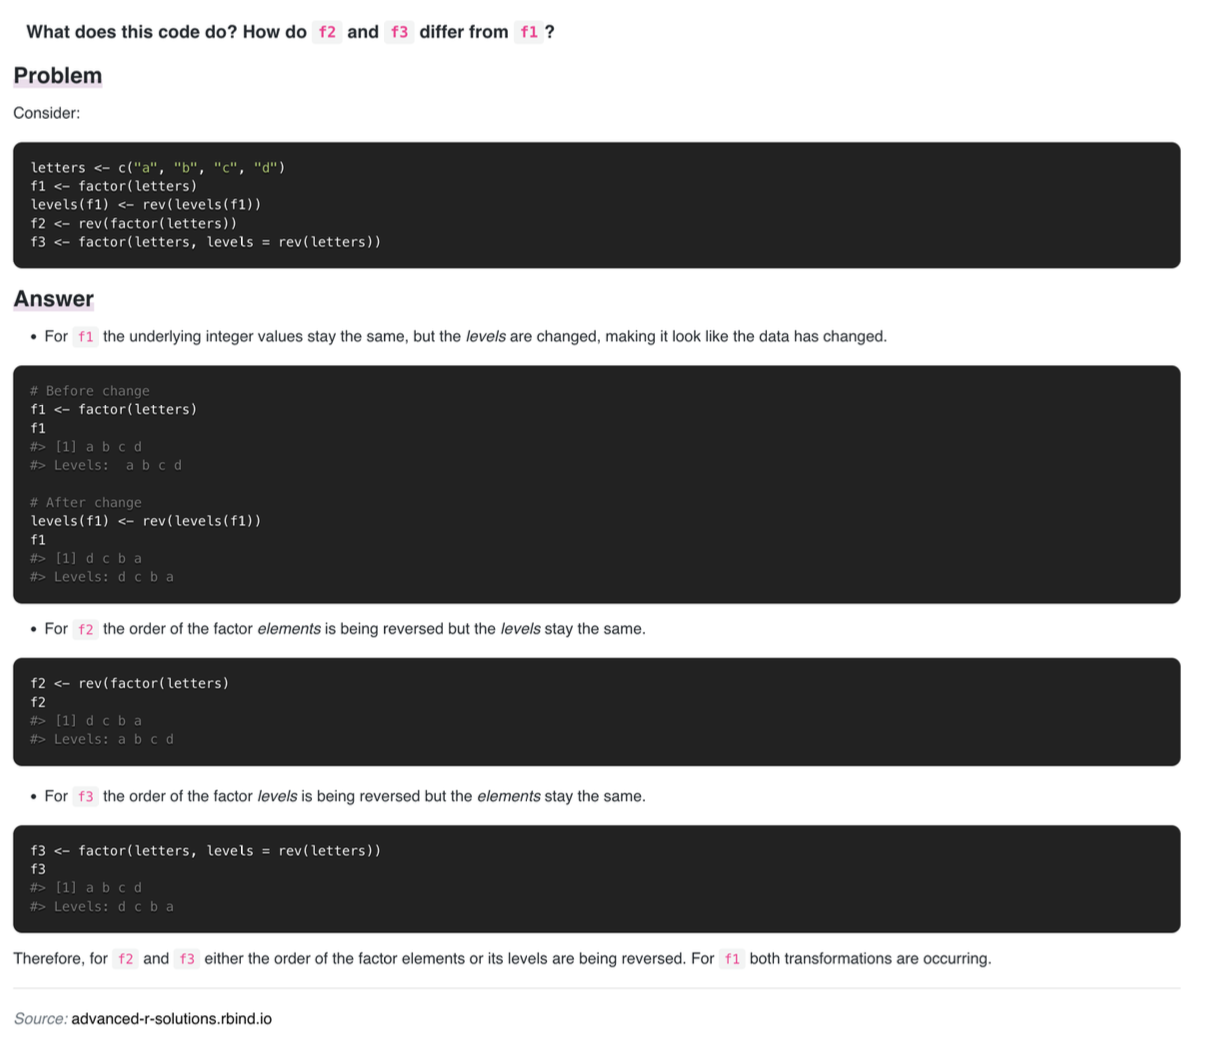 What does this code do? How do f2 and f3 differ from f1 ?
Problem
Consider:
letters <- c("a", "b", "c", "d")
f1 <- factor(letters)
levels(f1) <- rev(levels(f1))
f2 <- rev(factor(letters))
f3 <- factor(letters, levels = rev(letters))
Answer
• For f1 the underlying integer values stay the same, but the levels are changed, making it look like the data has changed.
# Before change
f1 <- factor(letters)
f1
#> [1] a b c d
#> Levels:  a b c d
# After change
levels(f1) <- rev(levels(f1))
f1
#> [1] d c b a
#> Levels: d c b a
• For f2 the order of the factor elements is being reversed but the levels stay the same.
f2 <- rev(factor(letters)
f2
#> [1] d c b a
#> Levels: a b c d
• For f3 the order of the factor levels is being reversed but the elements stay the same.
f3 <- factor(letters, levels = rev(letters))
f3
#> [1] a b c d
#> Levels: d c b a
Therefore, for f2 and f3 either the order of the factor elements or its levels are being reversed. For f1 both transformations are occurring.
Source: advanced-r-solutions.rbind.io